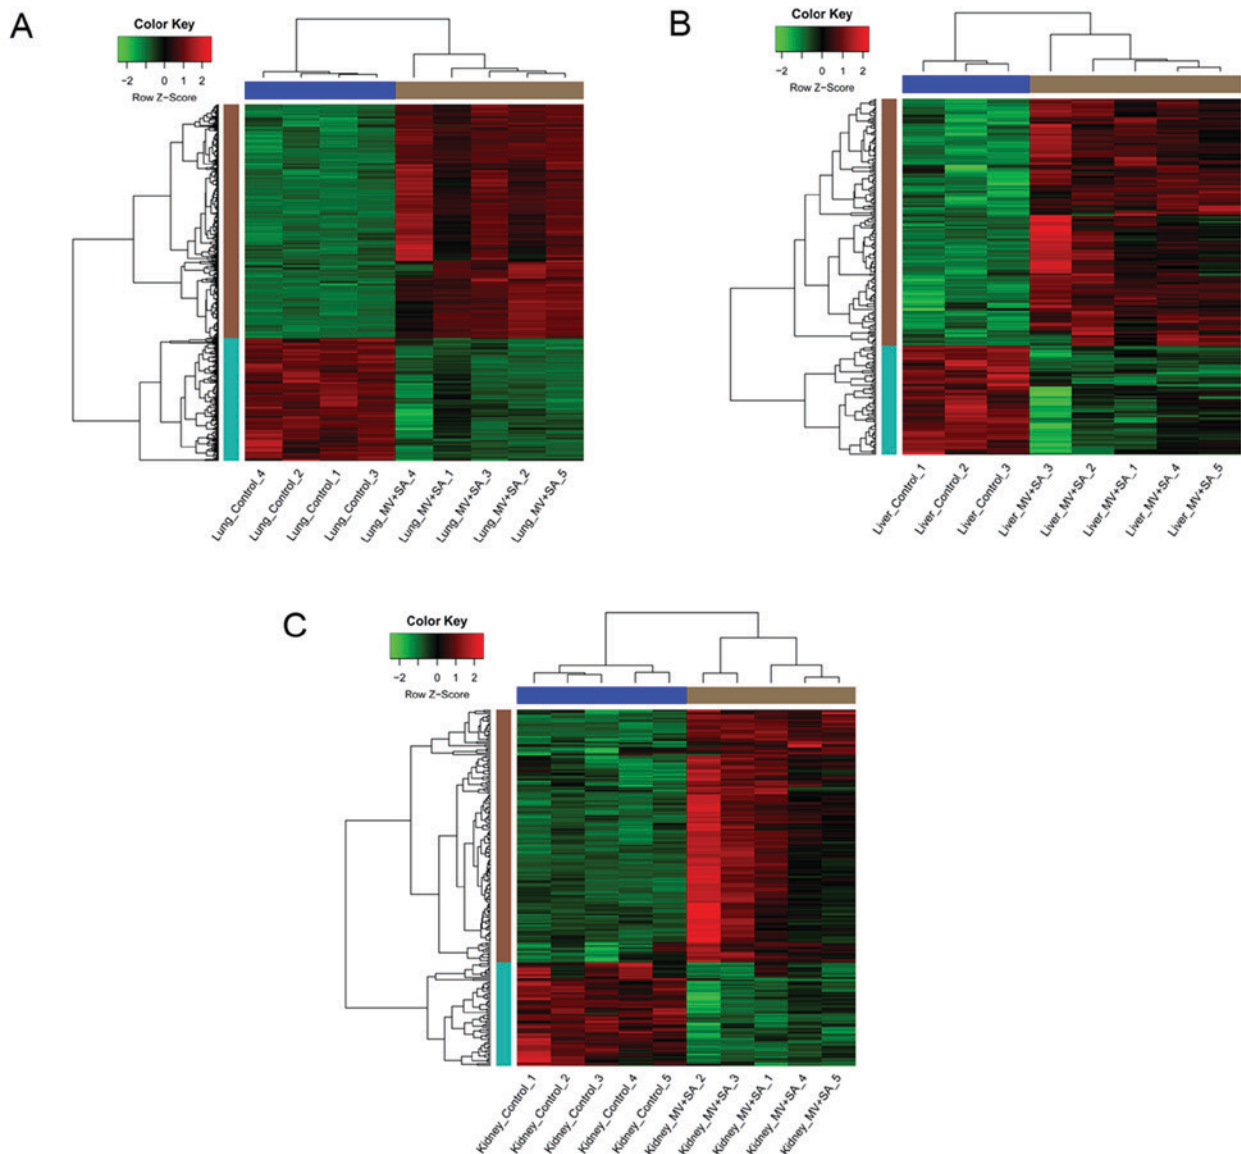 A
Color Key
−2 0 1 2
Row Z−Score
Lung_Control_4
Lung_Control_2
Lung_Control_1
Lung_Control_3
Lung_MV+SA_4
Lung_MV+SA_1
Lung_MV+SA_3
Lung_MV+SA_2
Lung_MV+SA_5
B
Color Key
−2 0 1 2
Row Z−Score
Liver_Control_1
Liver_Control_2
Liver_Control_3
Liver_MV+SA_3
Liver_MV+SA_2
Liver_MV+SA_1
Liver_MV+SA_4
Liver_MV+SA_5
C
Color Key
−2 0 1 2
Row Z−Score
Kidney_Control_1
Kidney_Control_2
Kidney_Control_3
Kidney_Control_4
Kidney_Control_5
Kidney_MV+SA_2
Kidney_MV+SA_3
Kidney_MV+SA_1
Kidney_MV+SA_4
Kidney_MV+SA_5